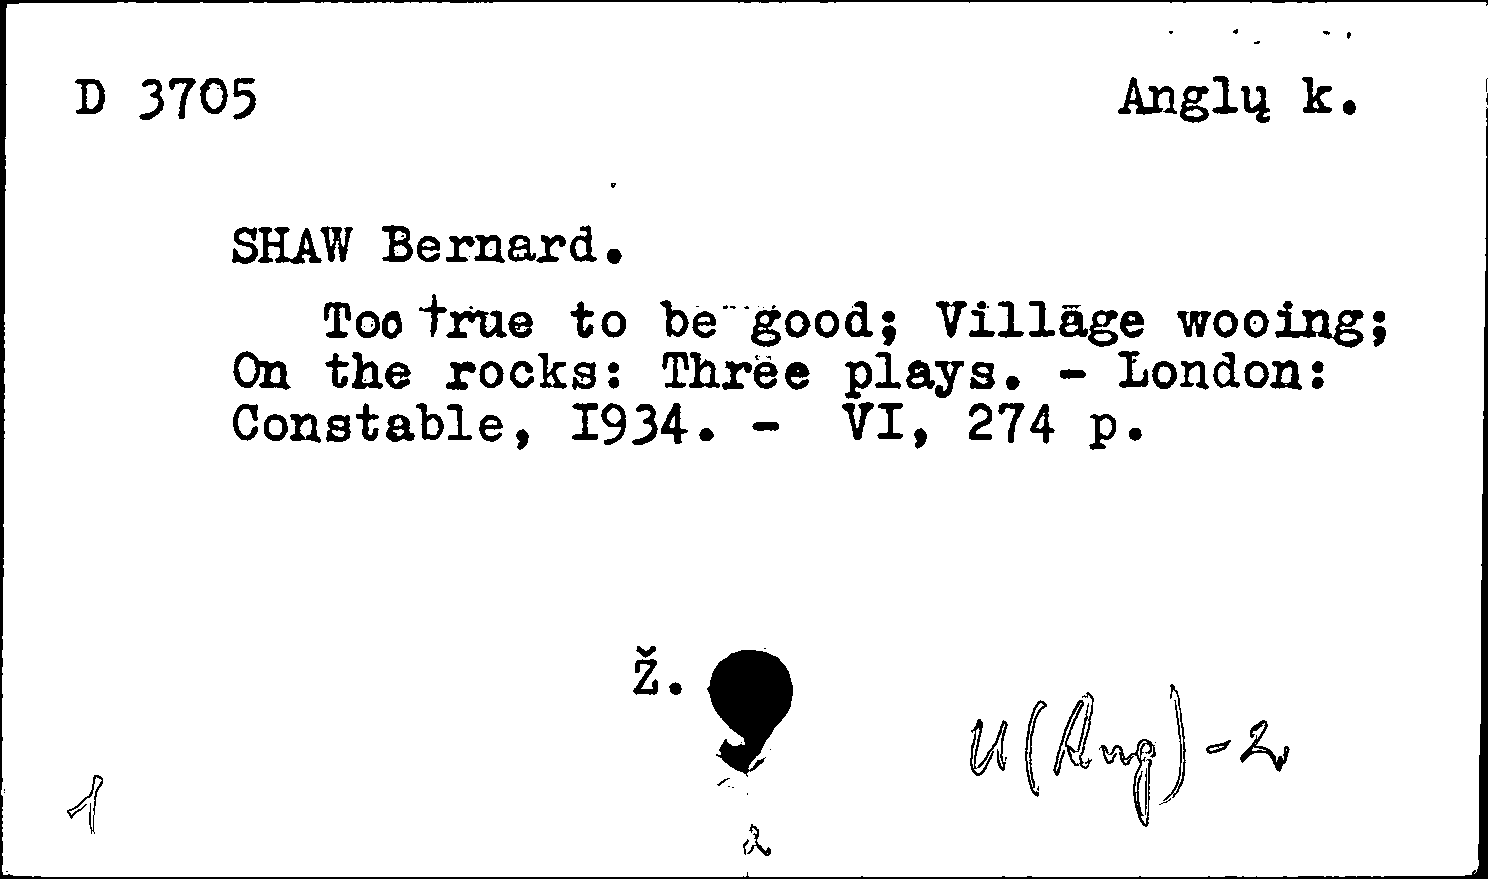 D 3705 Anglų k.
SHAW Bernard.
Too true to be good; Village wooing;
On the rocks: Three plays. - London:
Constable, I934. - VI, 274 p.
Ž.
U(Ang)-2
1
2